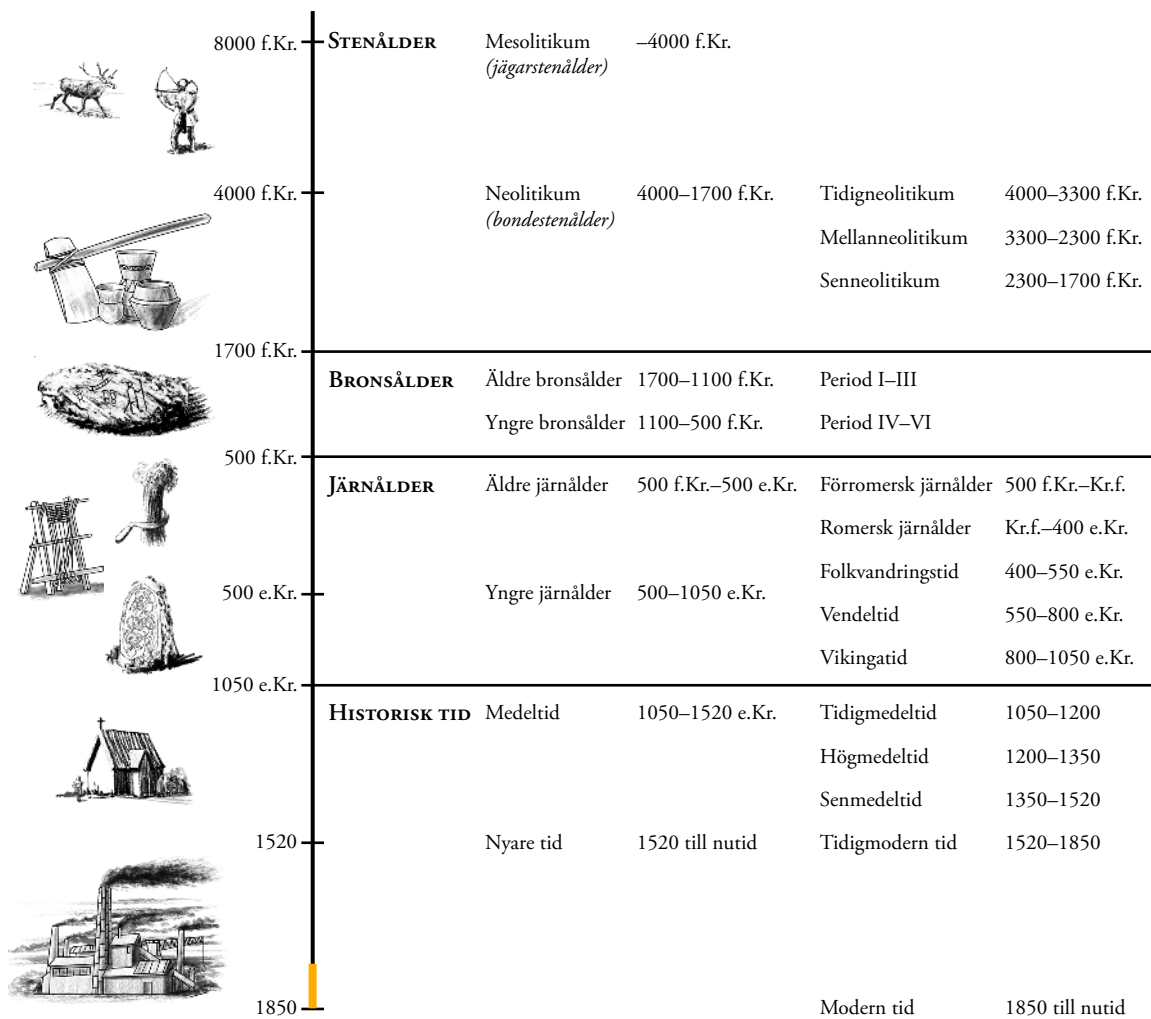 8000 f.Kr. STENÅLDER Mesolitikum –4000 f.Kr.
(jägarstenålder)
4000 f.Kr. Neolitikum 4000–1700 f.Kr. Tidigneolitikum 4000–3300 f.Kr.
(bondestenålder)
Mellanneolitikum 3300–2300 f.Kr.
Senneolitikum 2300–1700 f.Kr.
1700 f.Kr.
BRONSÅLDER Äldre bronsålder 1700–1100 f.Kr. Period I–III
Yngre bronsålder 1100–500 f.Kr. Period IV–VI
500 f.Kr.
JÄRNÅLDER Äldre järnålder 500 f.Kr.–500 e.Kr. Förromersk järnålder 500 f.Kr.–Kr.f.
Romersk järnålder Kr.f.–400 e.Kr.
Folkvandringstid 400–550 e.Kr.
500 e.Kr. Yngre järnålder 500–1050 e.Kr.
Vendeltid 550–800 e.Kr.
Vikingatid 800–1050 e.Kr.
1050 e.Kr.
HISTORISK TID Medeltid 1050–1520 e.Kr. Tidigmedeltid 1050–1200
Högmedeltid 1200–1350
Senmedeltid 1350–1520
1520 Nyare tid 1520 till nutid Tidigmodern tid 1520–1850
1850 Modern tid 1850 till nutid